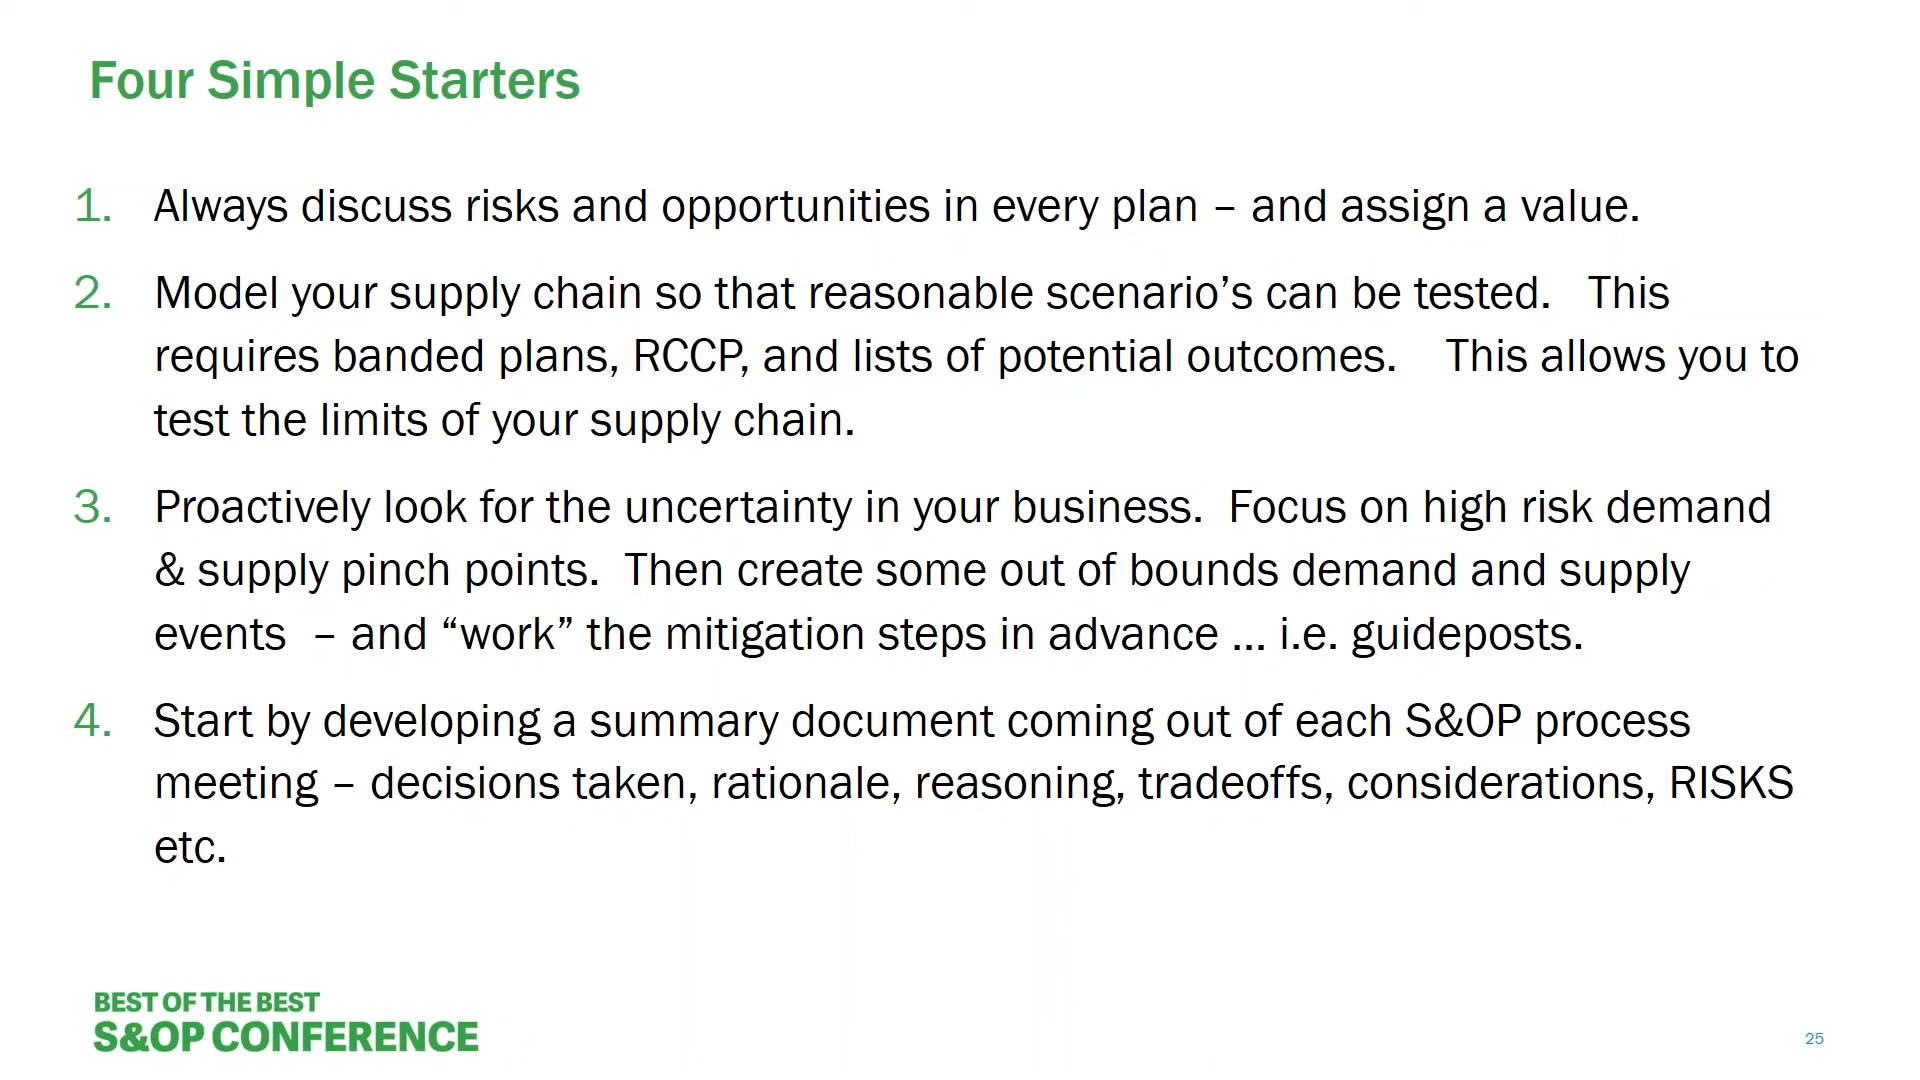 Four Simple Starters
1. Always discuss risks and opportunities in every plan – and assign a value.
2. Model your supply chain so that reasonable scenario’s can be tested. This
requires banded plans, RCCP, and lists of potential outcomes. This allows you to
test the limits of your supply chain.
3. Proactively look for the uncertainty in your business. Focus on high risk demand
& supply pinch points. Then create some out of bounds demand and supply
events – and “work” the mitigation steps in advance … i.e. guideposts.
4. Start by developing a summary document coming out of each S&OP process
meeting – decisions taken, rationale, reasoning, tradeoffs, considerations, RISKS
etc.
BEST OF THE BEST
S&OP CONFERENCE
25